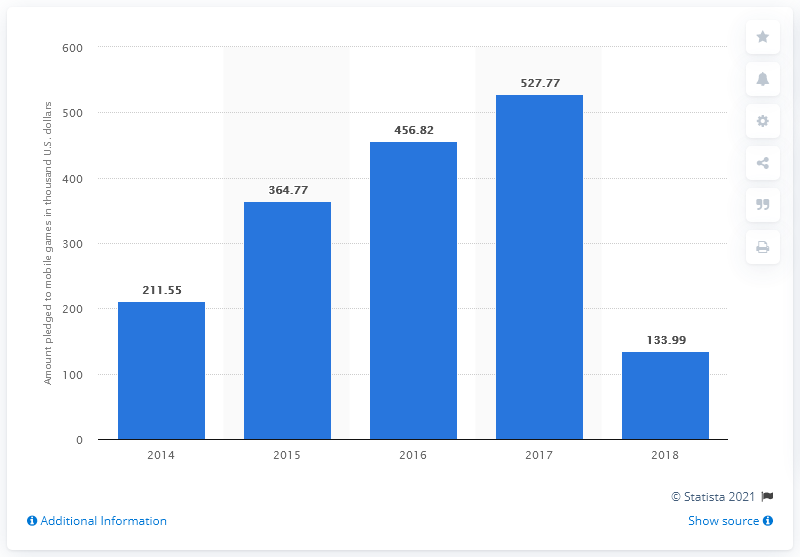 Amount pledged to mobile games in thousand U.S. dollars
600
500
400
300
200
100
0
211.55
364.77
456.82
527.77
133.99
2014 2015 2016 2017 2018
© Statista 2021
Additional Information
Show source